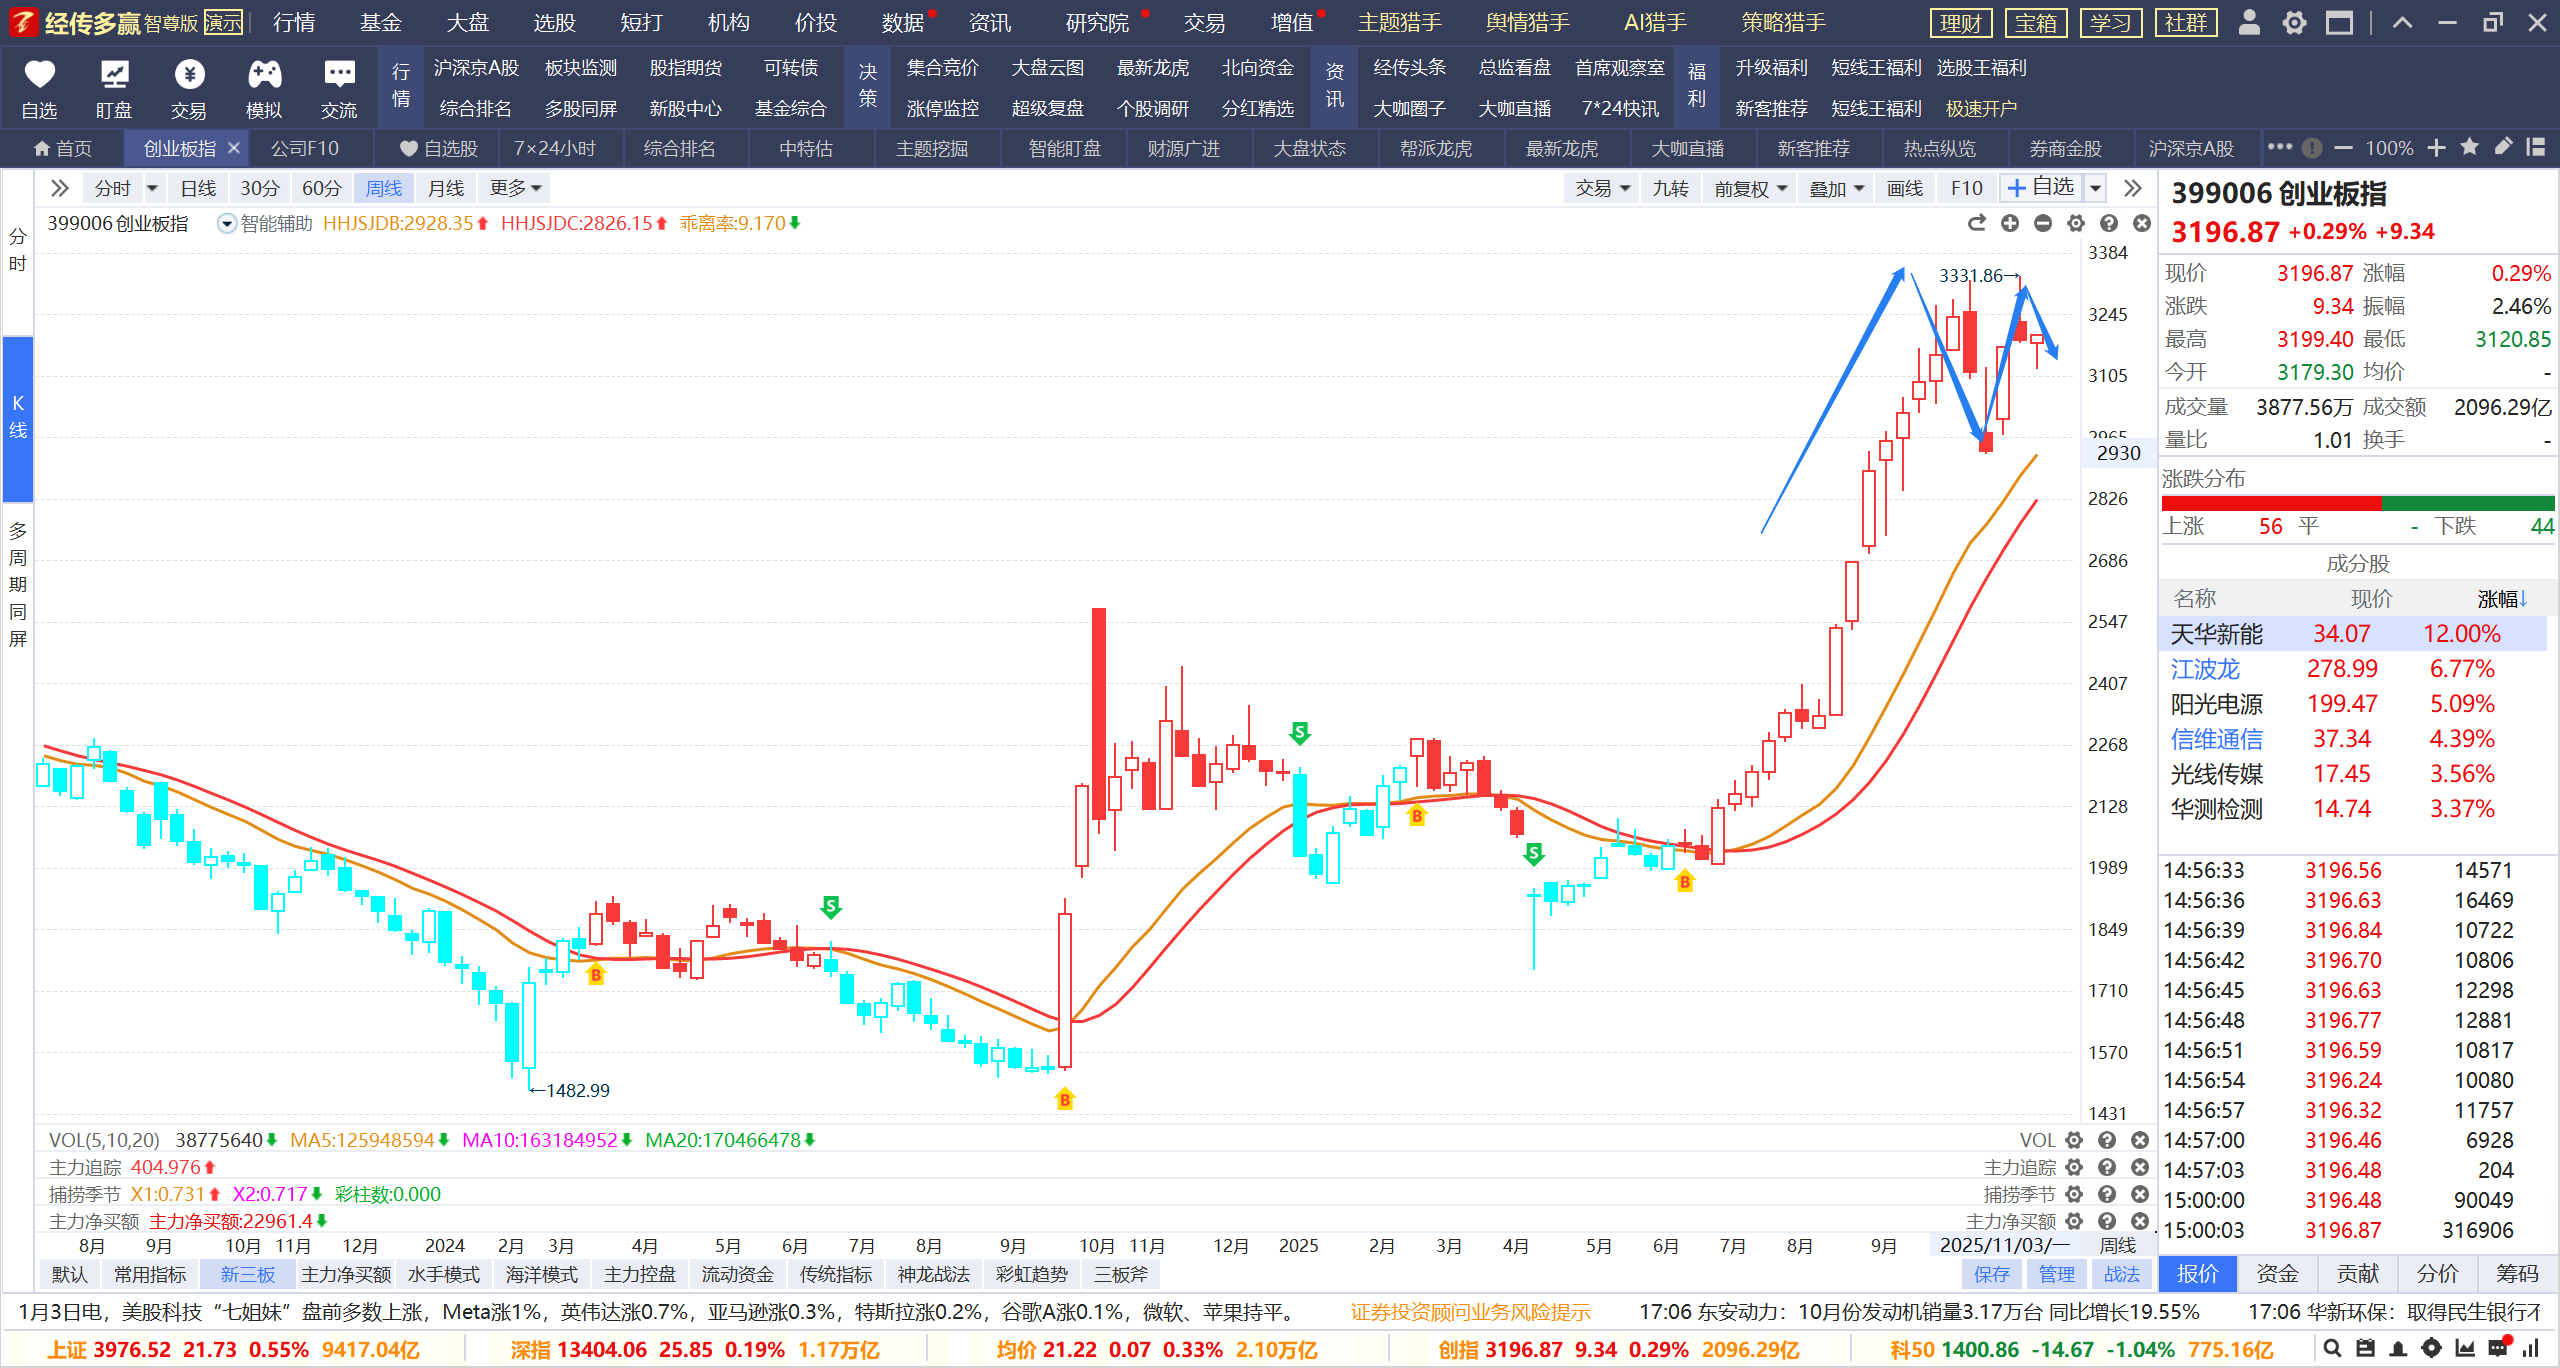 经传多赢 智尊版 演示 行情 基金 大盘 选股 短打 机构 价投 数据 资讯 研究院 交易 增值 主题猎手 舆情猎手 AI猎手 策略猎手 理财 宝箱 学习 社群
行情 沪深京A股 板块监测 股指期货 可转债 决策 集合竞价 大盘云图 最新龙虎 北向资金 资讯 经传头条 总监看盘 首席观察室 福利 升级福利 短线王福利 选股王福利
自选 盯盘 交易 模拟 交流 综合排名 多股同屏 新股中心 基金综合 涨停监控 超级复盘 个股调研 分红精选 大咖圈子 大咖直播 7*24快讯 新客推荐 短线王福利 极速开户
首页 创业板指 公司F10 自选股 7×24小时 综合排名 中特估 主题挖掘 智能盯盘 财源广进 大盘状态 帮派龙虎 最新龙虎 大咖直播 新客推荐 热点纵览 券商金股 沪深京A股 100%
分时 日线 30分 60分 周线 月线 更多 交易 九转 前复权 叠加 画线 F10 自选
399006 创业板指 智能辅助 HHJSJDB:2928.35 HHJSJDC:2826.15 乖离率:9.170
分时
K线
多周期同屏
3331.86→
←1482.99
S
S
S
B
B
B
B
3384
3245
3105
2965
2930
2826
2686
2547
2407
2268
2128
1989
1849
1710
1570
1431
VOL(5,10,20) 38775640 MA5:125948594 MA10:163184952 MA20:170466478 VOL
主力追踪 404.976 主力追踪
捕捞季节 X1:0.731 X2:0.717 彩柱数:0.000 捕捞季节
主力净买额 主力净买额:22961.4 主力净买额
8月 9月 10月 11月 12月 2024 2月 3月 4月 5月 6月 7月 8月 9月 10月 11月 12月 2025 2月 3月 4月 5月 6月 7月 8月 9月 2025/11/03/一 周线
默认 常用指标 新三板 主力净买额 水手模式 海洋模式 主力控盘 流动资金 传统指标 神龙战法 彩虹趋势 三板斧 保存 管理 战法
399006 创业板指
3196.87 +0.29% +9.34
现价 3196.87 涨幅 0.29%
涨跌 9.34 振幅 2.46%
最高 3199.40 最低 3120.85
今开 3179.30 均价 -
成交量 3877.56万 成交额 2096.29亿
量比 1.01 换手 -
涨跌分布
上涨 56 平 - 下跌 44
成分股
名称 现价 涨幅↓
天华新能 34.07 12.00%
江波龙 278.99 6.77%
阳光电源 199.47 5.09%
信维通信 37.34 4.39%
光线传媒 17.45 3.56%
华测检测 14.74 3.37%
14:56:33 3196.56 14571
14:56:36 3196.63 16469
14:56:39 3196.84 10722
14:56:42 3196.70 10806
14:56:45 3196.63 12298
14:56:48 3196.77 12881
14:56:51 3196.59 10817
14:56:54 3196.24 10080
14:56:57 3196.32 11757
14:57:00 3196.46 6928
14:57:03 3196.48 204
15:00:00 3196.48 90049
15:00:03 3196.87 316906
报价 资金 贡献 分价 筹码
1月3日电，美股科技“七姐妹”盘前多数上涨，Meta涨1%，英伟达涨0.7%，亚马逊涨0.3%，特斯拉涨0.2%，谷歌A涨0.1%，微软、苹果持平。 证券投资顾问业务风险提示 17:06 东安动力：10月份发动机销量3.17万台 同比增长19.55% 17:06 华新环保：取得民生银行不
上证 3976.52 21.73 0.55% 9417.04亿 深指 13404.06 25.85 0.19% 1.17万亿 均价 21.22 0.07 0.33% 2.10万亿 创指 3196.87 9.34 0.29% 2096.29亿 科50 1400.86 -14.67 -1.04% 775.16亿